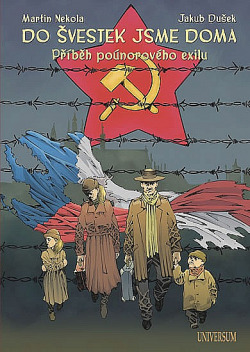 Martin Nekola Jakub Dušek
DO ŠVESTEK JSME DOMA
Příběh poúnorového exilu
UNIVERSUM